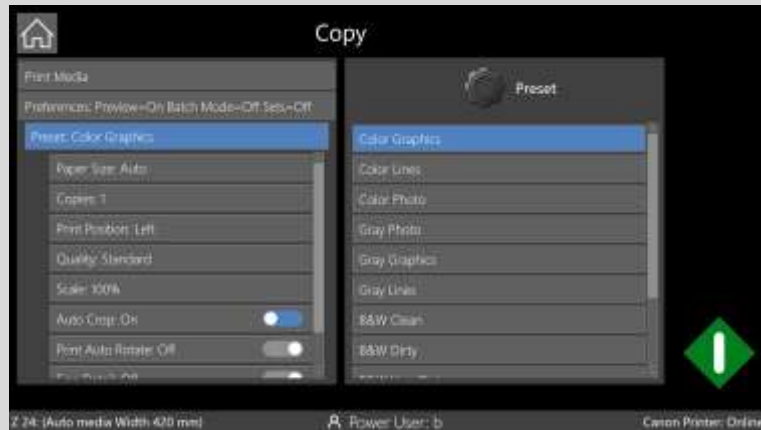 Copy
Print Media
Preferences: Preview=On Batch Mode=Off Sets=Off
Preset: Color Graphics
Paper Size: Auto
Copies: 1
Print Position: Left
Quality: Standard
Scale: 100%
Auto Crop: On
Print Auto Rotate: Off
Preset
Color Graphics
Color Lines
Color Photo
Gray Photo
Gray Graphics
Gray Lines
B&W Clean
B&W Dirty
Z 24: (Auto media Width 420 mm)
Power User: b
Canon Printer: Online